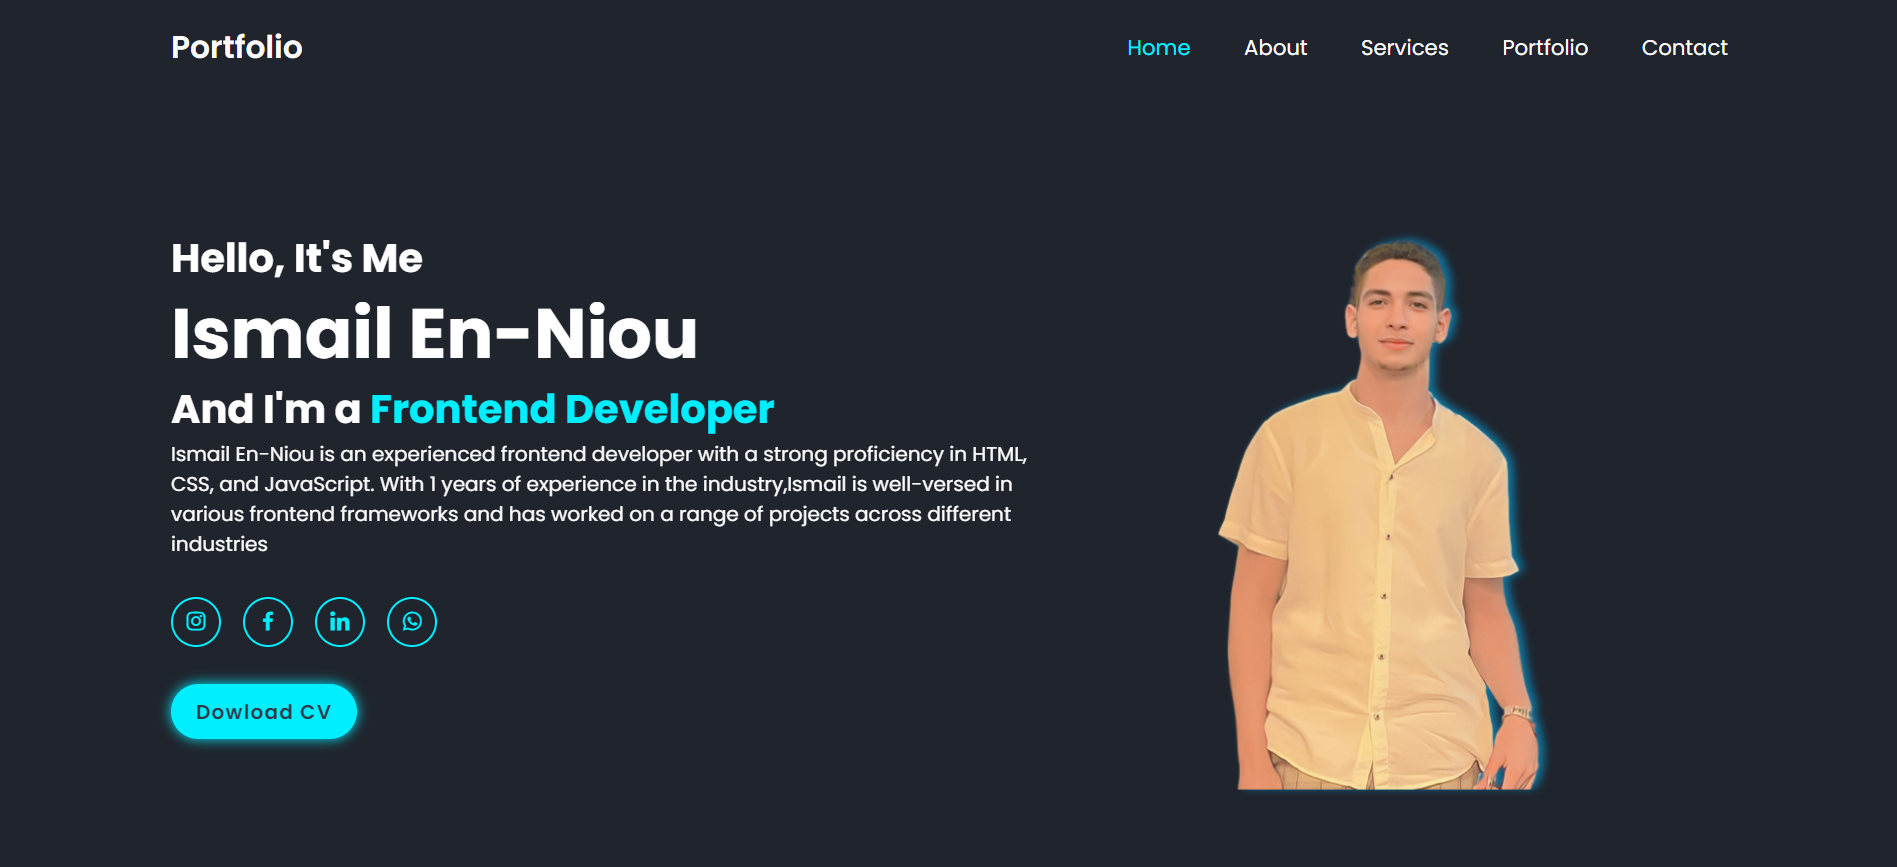 Portfolio
Home About Services Portfolio Contact
Hello, It's Me
Ismail En-Niou
And I'm a Frontend Developer
Ismail En-Niou is an experienced frontend developer with a strong proficiency in HTML,
CSS, and JavaScript. With 1 years of experience in the industry,Ismail is well-versed in
various frontend frameworks and has worked on a range of projects across different
industries
Dowload CV